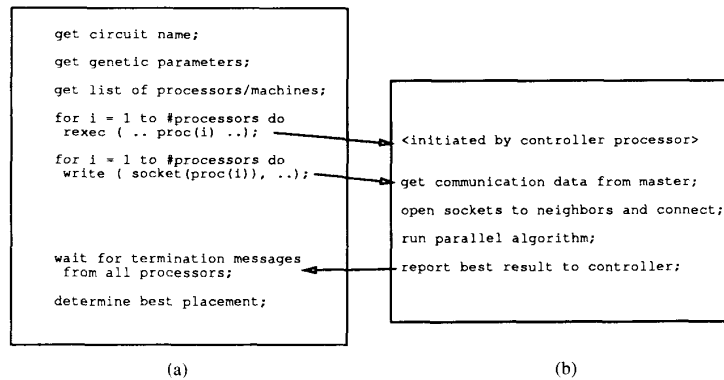 get circuit name;
get genetic parameters;
get list of processors/machines;
for i = 1 to #processors do
rexec ( .. proc(i) ..);
for i = 1 to #processors do
write ( socket(proc(i)), ..);
wait for termination messages
from all processors;
determine best placement;
(a)
<initiated by controller processor>
get communication data from master;
open sockets to neighbors and connect;
run parallel algorithm;
report best result to controller;
(b)